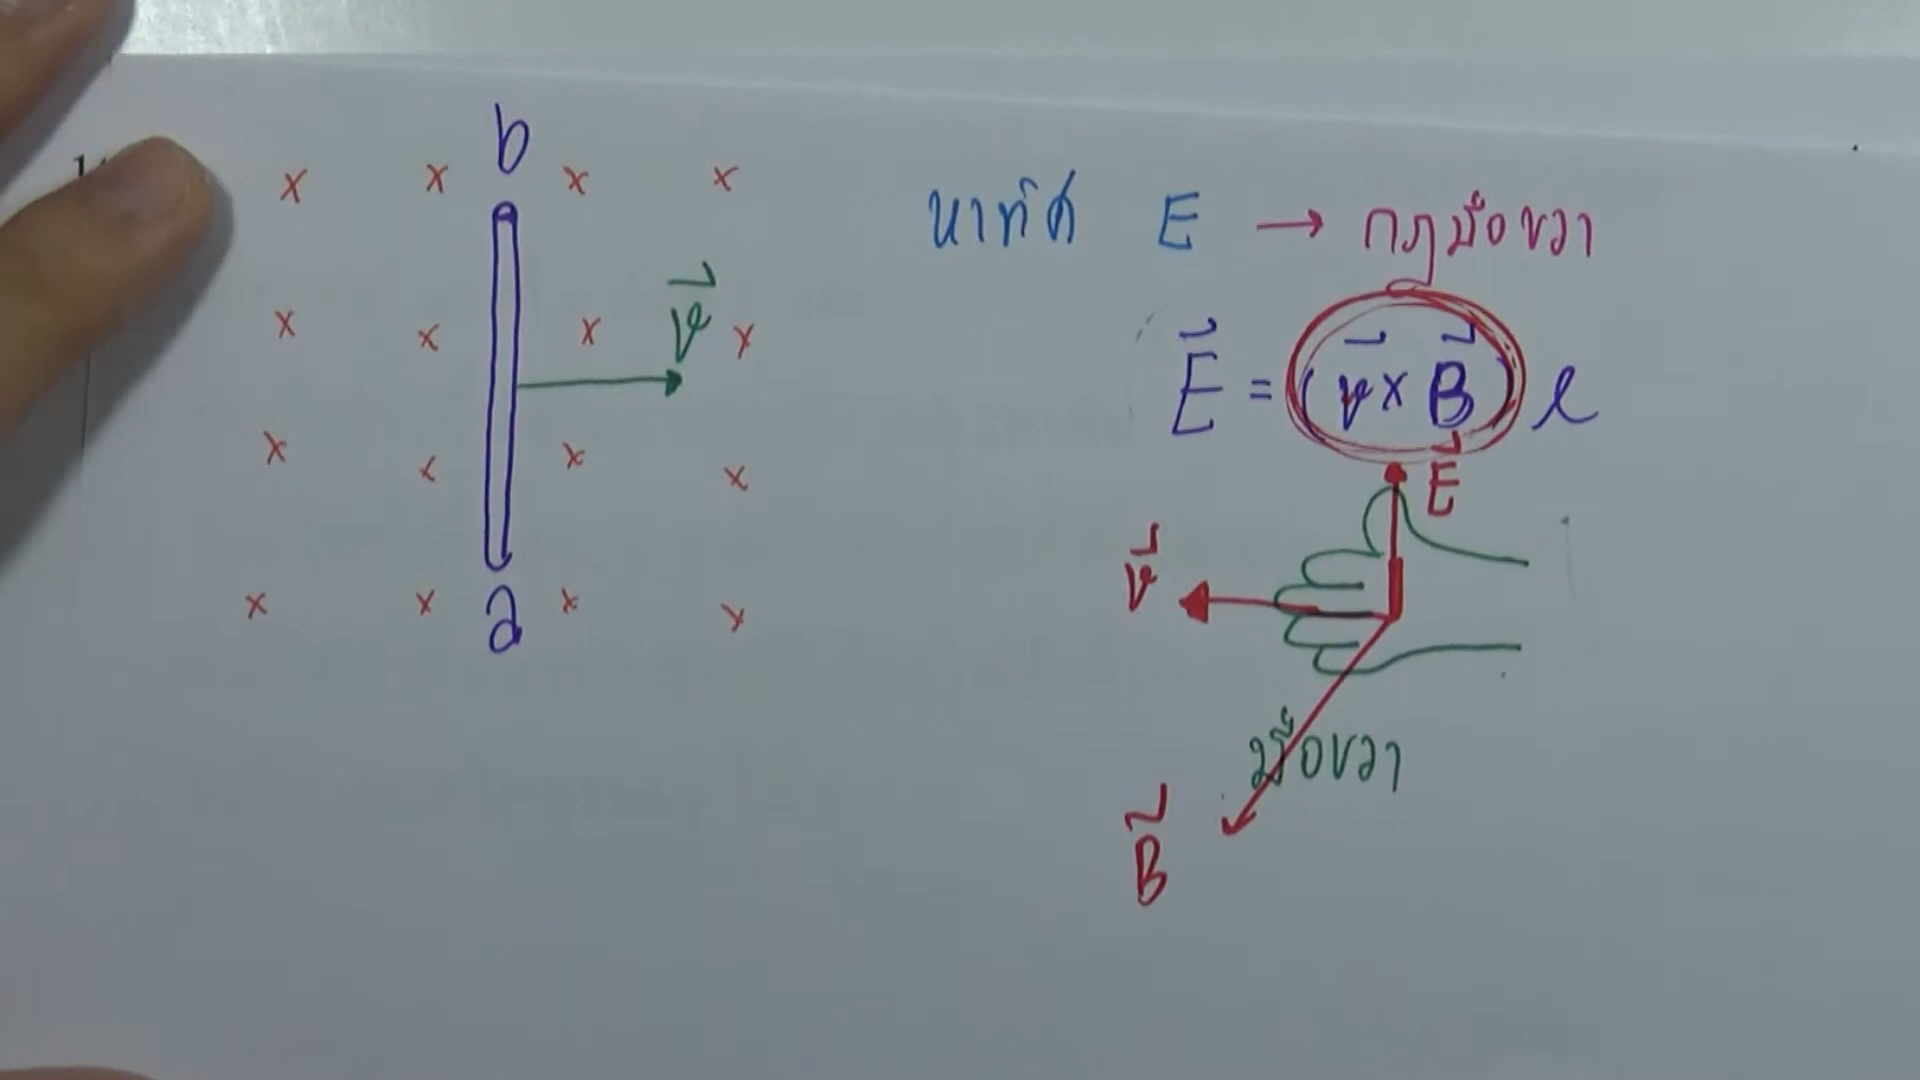 b
x x x x
v⃗
x x x x
x x x x
x x a x x
หาทิศ E → กฎมือขวา
E⃗ = (v⃗ x B⃗) ℓ
E⃗
v⃗
มือขวา
B⃗